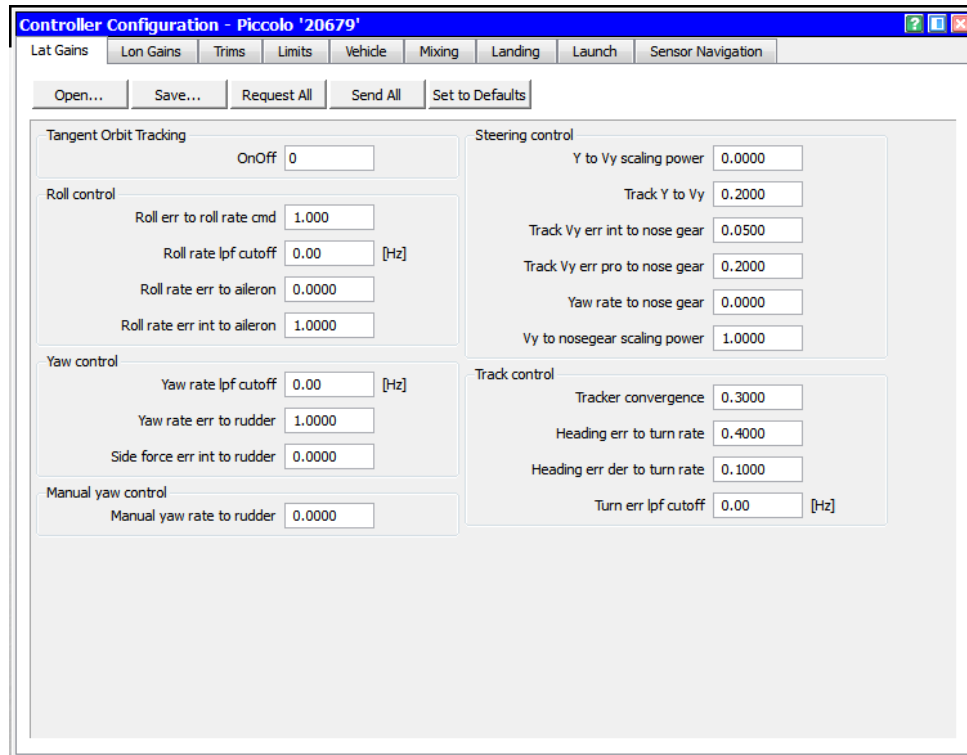 Controller Configuration - Piccolo '20679'
Lat Gains Lon Gains Trims Limits Vehicle Mixing Landing Launch Sensor Navigation
Open... Save... Request All Send All Set to Defaults
Tangent Orbit Tracking
OnOff 0
Roll control
Roll err to roll rate cmd 1.000
Roll rate lpf cutoff 0.00 [Hz]
Roll rate err to aileron 0.0000
Roll rate err int to aileron 1.0000
Yaw control
Yaw rate lpf cutoff 0.00 [Hz]
Yaw rate err to rudder 1.0000
Side force err int to rudder 0.0000
Manual yaw control
Manual yaw rate to rudder 0.0000
Steering control
Y to Vy scaling power 0.0000
Track Y to Vy 0.2000
Track Vy err int to nose gear 0.0500
Track Vy err pro to nose gear 0.2000
Yaw rate to nose gear 0.0000
Vy to nosegear scaling power 1.0000
Track control
Tracker convergence 0.3000
Heading err to turn rate 0.4000
Heading err der to turn rate 0.1000
Turn err lpf cutoff 0.00 [Hz]